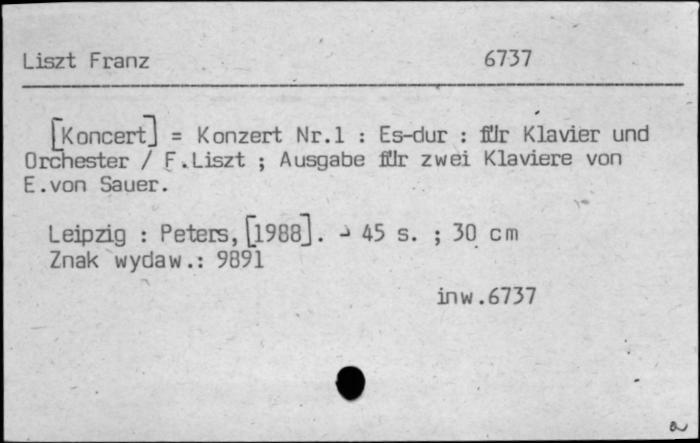 Liszt Franz 6737
[Koncert] = Konzert Nr.1 : Es-dur : für Klavier und
Orchester / F.Liszt ; Ausgabe für zwei Klaviere von
E.von Sauer.
Leipzig : Peters, [1988]. - 45 s. ; 30 cm
Znak wydaw.: 9891
inw.6737